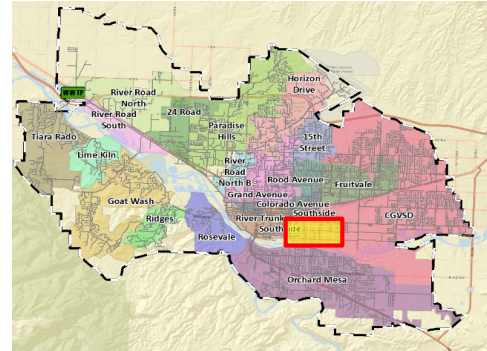 Horizon
Drive
WWTP
River Road
North
24 Road
River Road
South
Paradise
Hills
15th
Street
Tiara Rado
Lime Kiln
River
Road
North B
Rood Avenue
Fruitvale
Grand Avenue
Goat Wash
Colorado Avenue
Southside
CGVSD
Ridges
River Trunk
Southside
Rosevale
Orchard Mesa